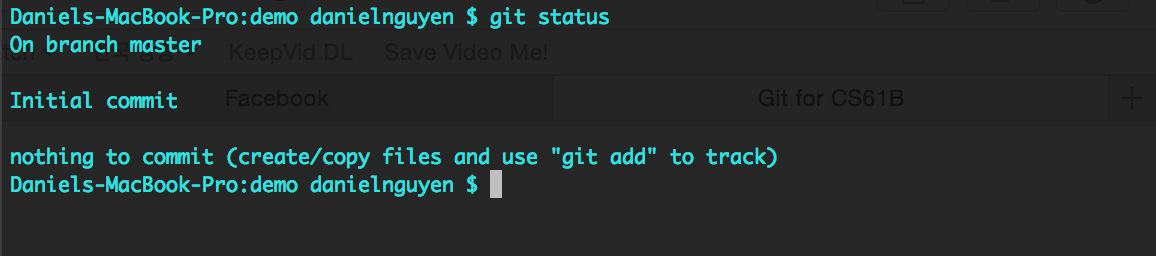 Daniels-MacBook-Pro:demo danielnguyen $ git status
On branch master
KeepVid DL Save Video Me!
Initial commit
Facebook Git for CS61B
nothing to commit (create/copy files and use "git add" to track)
Daniels-MacBook-Pro:demo danielnguyen $